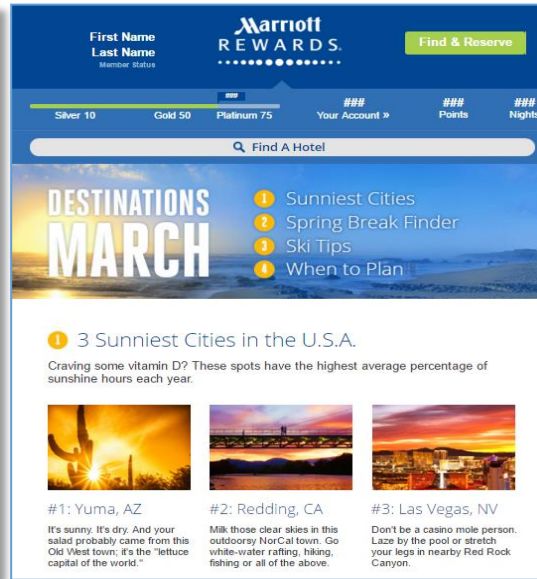 First Name
Last Name
Member Status
Marriott
REWARDS®
Find & Reserve
###
Silver 10
Gold 50
Platinum 75
###
Your Account »
###
Points
###
Nights
Find A Hotel
DESTINATIONS
MARCH
1 Sunniest Cities
2 Spring Break Finder
3 Ski Tips
4 When to Plan
1 3 Sunniest Cities in the U.S.A.
Craving some vitamin D? These spots have the highest average percentage of
sunshine hours each year.
#1: Yuma, AZ
It's sunny. It's dry. And your
salad probably came from this
Old West town; it's the "lettuce
capital of the world."
#2: Redding, CA
Milk those clear skies in this
outdoorsy NorCal town. Go
white-water rafting, hiking,
fishing or all of the above.
#3: Las Vegas, NV
Don't be a casino mole person.
Laze by the pool or stretch
your legs in nearby Red Rock
Canyon.